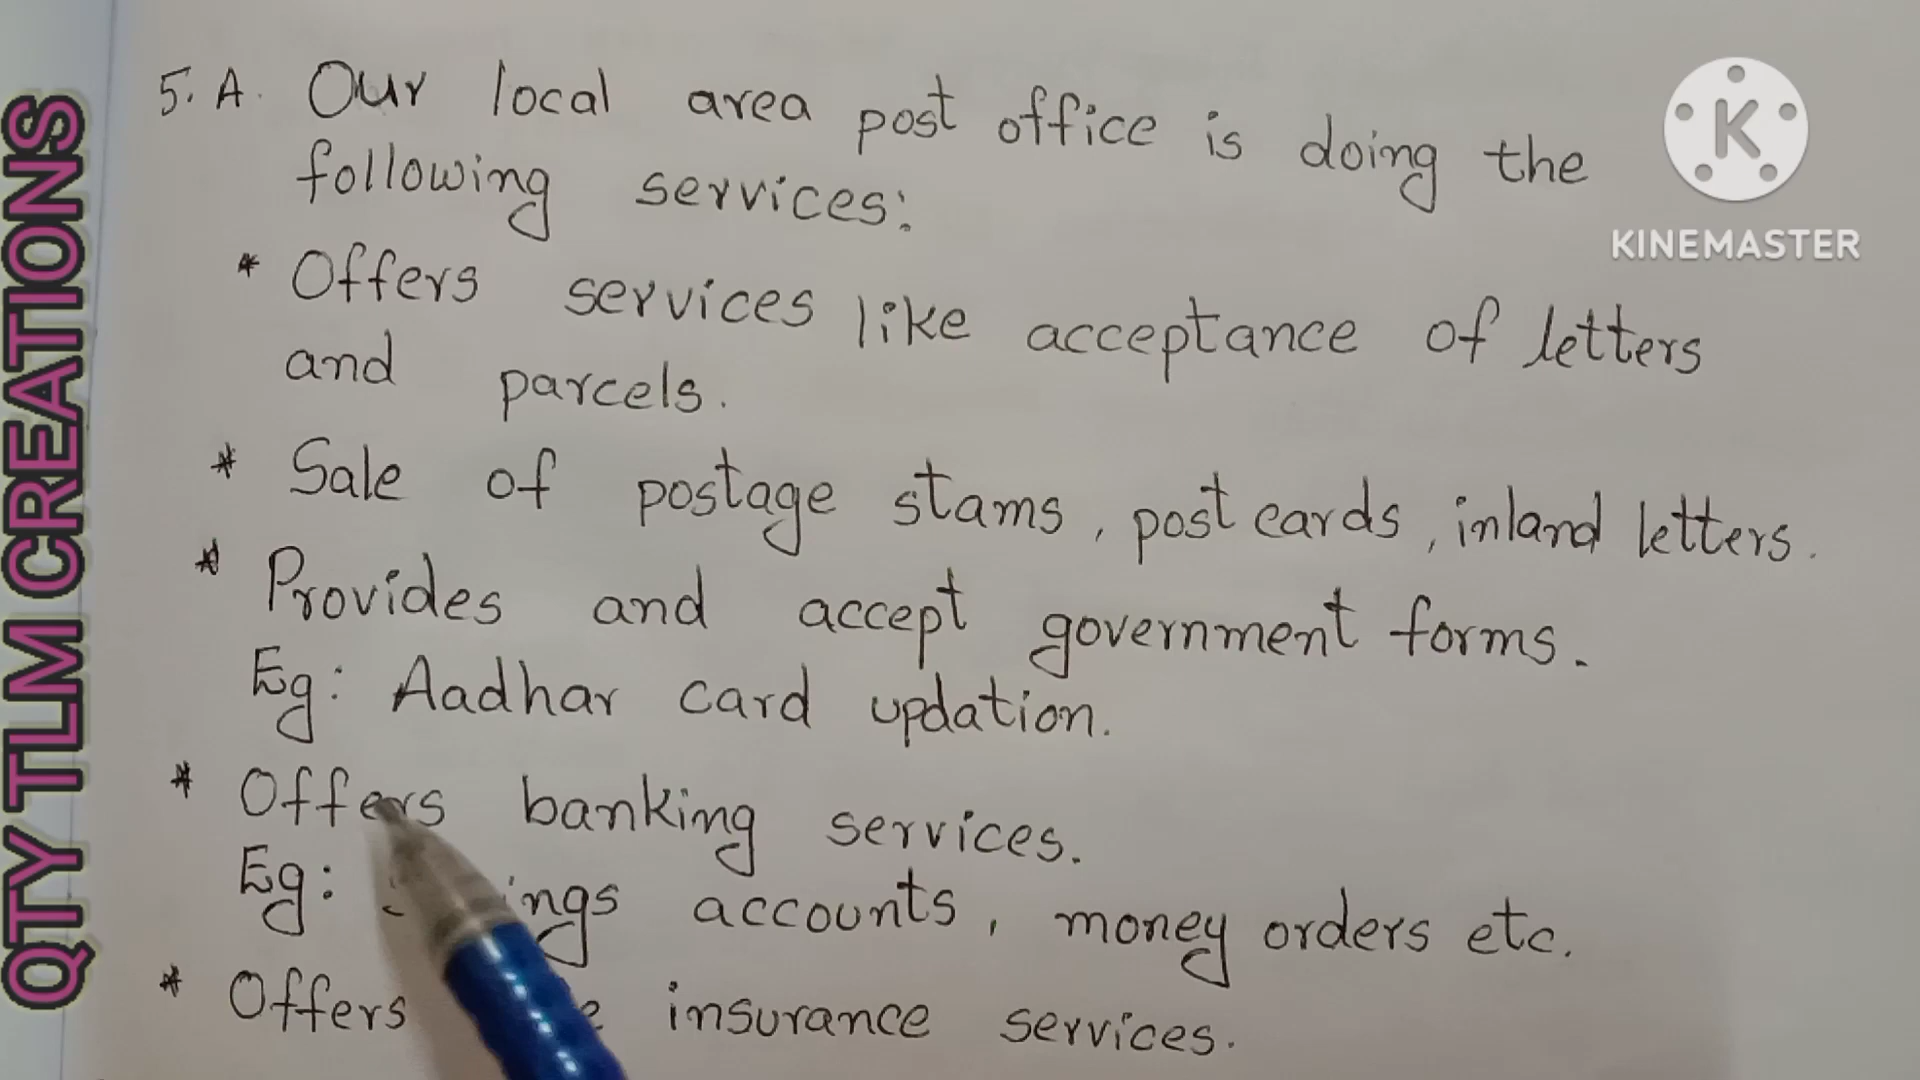 QTY TLM CREATIONS
KINEMASTER
5. A. Our local area post office is doing the
following services:
* Offers services like acceptance of letters
and parcels.
* Sale of postage stams, post cards, inland letters.
* Provides and accept government forms.
Eg: Aadhar card updation.
* Offers banking services.
Eg: accounts, money orders etc.
* Offers insurance services.